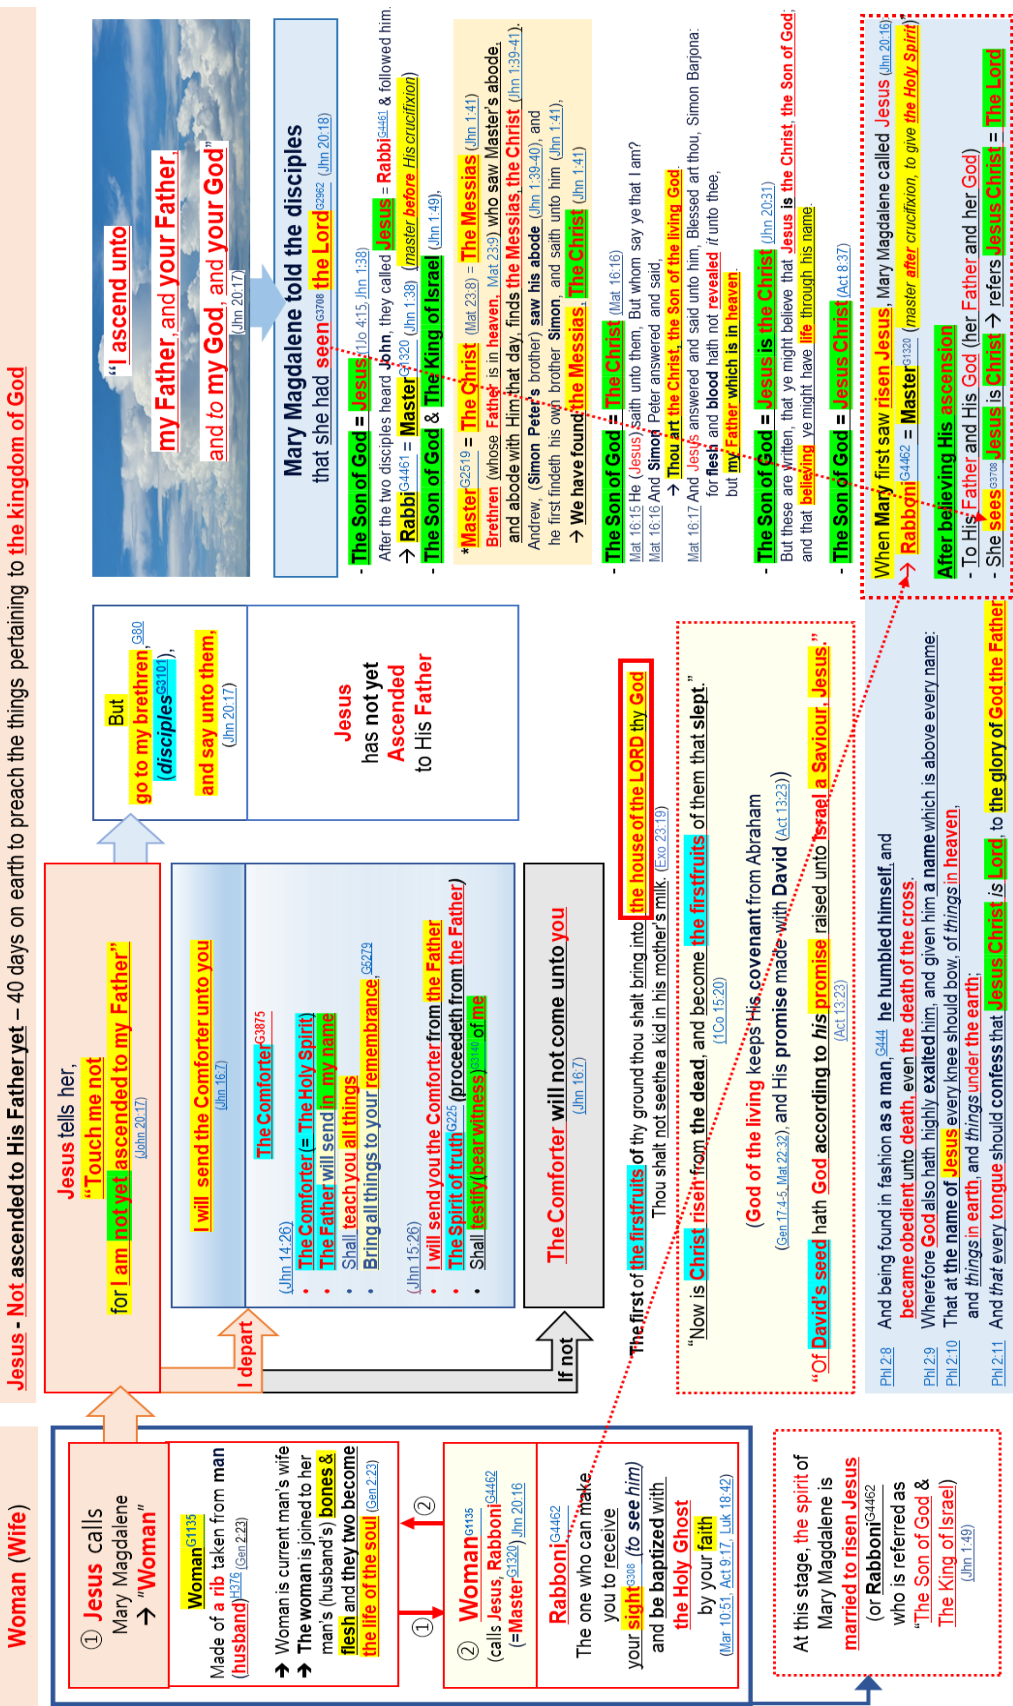 Woman (Wife)
Jesus - Not ascended to His Father yet – 40 days on earth to preach the things pertaining to the kingdom of God
① Jesus calls
Mary Magdalene
→ "Woman"
Woman G1135
Made of a rib taken from man
(husband) H376 (Gen 2:23)
➔ Woman is current man's wife
➔ The woman is joined to her
man's (husband's) bones &
flesh and they two become
the life of the soul (Gen 2:23)
①
②
② Woman G1135
(calls Jesus, Rabboni G4462
(=Master G1320) Jhn 20:16
Rabboni G4462
The one who can make
you to receive
your sight G308 (to see him)
and be baptized with
the Holy Ghost
by your faith
(Mar 10:51, Act 9:17, Luk 18:42)
At this stage, the spirit of
Mary Magdalene is
married to risen Jesus
(or Rabboni G4462
who is referred as
"The Son of God &
The King of Israel)
(Jhn 1:49)
Jesus tells her,
"Touch me not
for I am not yet ascended to my Father"
(John 20:17)
I depart
If not
I will send the Comforter unto you
(Jhn 16:7)
The Comforter G3875
(Jhn 14:26)
• The Comforter (= The Holy Spirit)
• The Father will send in my name
• Shall teach you all things
• Bring all things to your remembrance, G5279
(Jhn 15:26)
• I will send you the Comforter from the Father
• The Spirit of truth G225 (proceedeth from the Father)
• Shall testify (bear witness) G3140 of me
The Comforter will not come unto you
(Jhn 16:7)
But
go to my brethren, G80
(disciples G3101),
and say unto them,
(Jhn 20:17)
Jesus
has not yet
Ascended
to His Father
The first of the firstfruits of thy ground thou shalt bring into the house of the LORD thy God
Thou shalt not seethe a kid in his mother's milk. (Exo 23:19)
"Now is Christ risen from the dead, and become the firstfruits of them that slept."
(1Co 15:20)
(God of the living keeps His covenant from Abraham
(Gen 17:4-5, Mat 22:32), and His promise made with David (Act 13:23))
"Of David's seed hath God according to his promise raised unto Israel a Saviour, Jesus."
(Act 13:23)
Phl 2:8 And being found in fashion as a man, G444 he humbled himself, and
became obedient unto death, even the death of the cross.
Phl 2:9 Wherefore God also hath highly exalted him, and given him a name which is above every name:
Phl 2:10 That at the name of Jesus every knee should bow, of things in heaven,
and things in earth, and things under the earth;
Phl 2:11 And that every tongue should confess that Jesus Christ is Lord, to the glory of God the Father
"I ascend unto
my Father, and your Father,
and to my God, and your God"
(Jhn 20:17)
Mary Magdalene told the disciples
that she had seen G3708 the Lord G2962 (Jhn 20:18)
- The Son of God = Jesus (1Jo 4:15, Jhn 1:38)
After the two disciples heard John, they called Jesus = Rabbi G4461 & followed him.
→ Rabbi G4461 = Master G1320 (Jhn 1:38) (master before His crucifixion)
- The Son of God & The King of Israel (Jhn 1:49),
*Master G2519 = The Christ (Mat 23:8) = The Messias (Jhn 1:41)
Brethren (whose Father is in heaven, Mat 23:9) who saw Master's abode,
and abode with Him that day, finds the Messias, the Christ (Jhn 1:39-41).
Andrew, (Simon Peter's brother) saw his abode (Jhn 1:39-40), and
he first findeth his own brother Simon, and saith unto him (Jhn 1:41),
→ We have found the Messias, The Christ (Jhn 1:41)
- The Son of God = The Christ (Mat 16:16)
Mat 16:15 He (Jesus) saith unto them, But whom say ye that I am?
Mat 16:16 And Simon Peter answered and said,
→ Thou art the Christ, the Son of the living God.
Mat 16:17 And Jesus answered and said unto him, Blessed art thou, Simon Barjona:
for flesh and blood hath not revealed it unto thee,
but my Father which is in heaven.
- The Son of God = Jesus is the Christ (Jhn 20:31)
But these are written, that ye might believe that Jesus is the Christ, the Son of God;
and that believing ye might have life through his name.
- The Son of God = Jesus Christ (Act 8:37)
When Mary first saw risen Jesus, Mary Magdalene called Jesus (Jhn 20:16)
→ Rabboni G4462 = Master G1320 (master after crucifixion, to give the Holy Spirit)"
After believing His ascension
- To His Father and His God (her Father and her God)
- She sees G3708 Jesus is Christ → refers Jesus Christ = The Lord